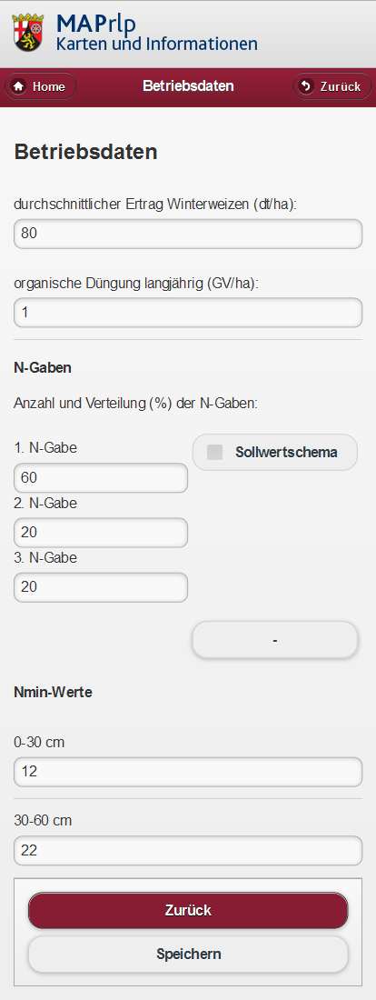 MAPrlp
Karten und Informationen
Home
Betriebsdaten
Zurück
Betriebsdaten
durchschnittlicher Ertrag Winterweizen (dt/ha):
80
organische Düngung langjährig (GV/ha):
1
N-Gaben
Anzahl und Verteilung (%) der N-Gaben:
1. N-Gabe
Sollwertschema
60
2. N-Gabe
20
3. N-Gabe
20
-
Nmin-Werte
0-30 cm
12
30-60 cm
22
Zurück
Speichern